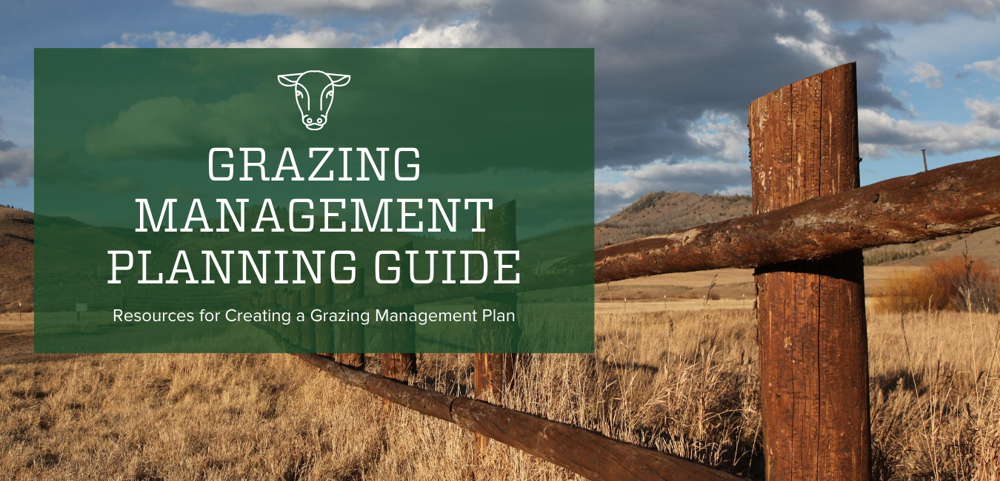 GRAZING
MANAGEMENT
PLANNING GUIDE
Resources for Creating a Grazing Management Plan